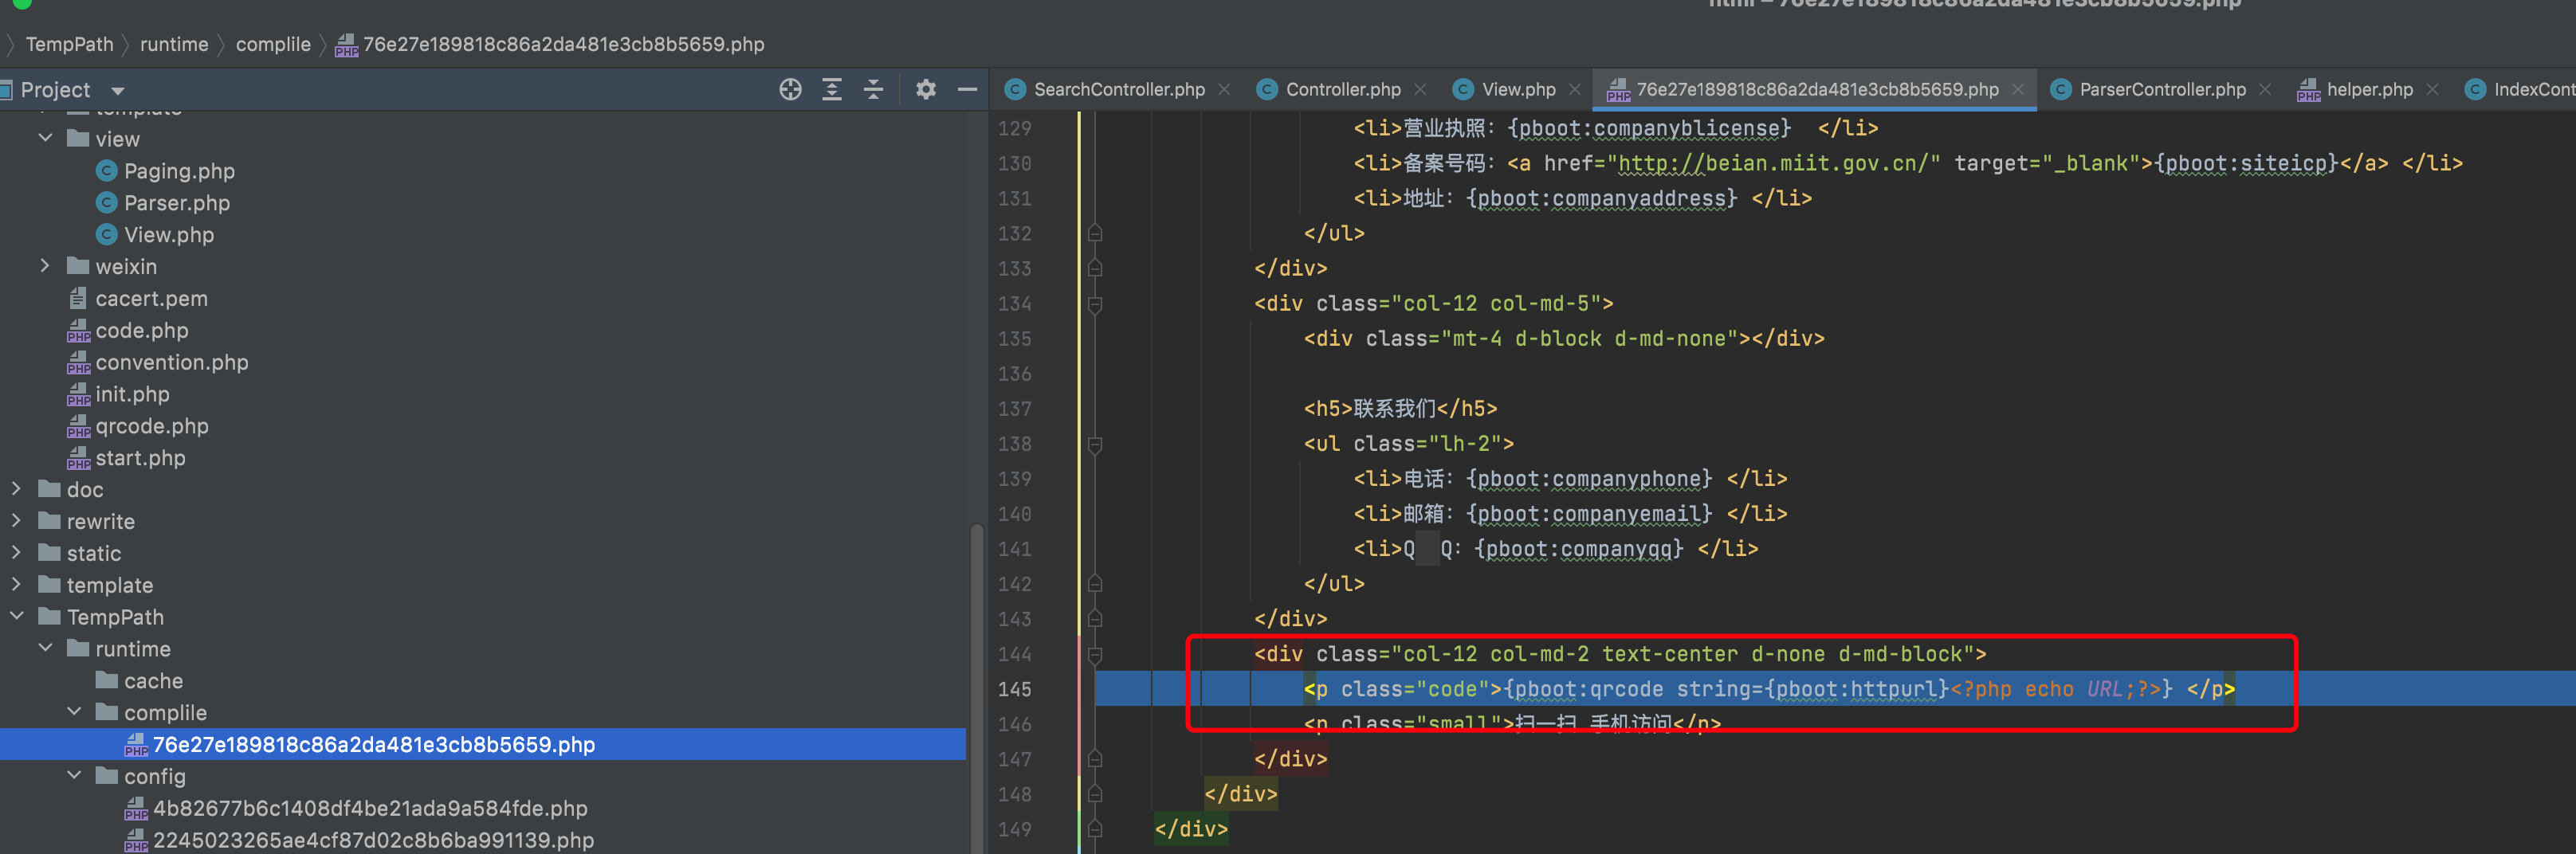 html – 76e27e189818c86a2da481e3cb8b5659.php
TempPath runtime complile 76e27e189818c86a2da481e3cb8b5659.php
Project
SearchController.php Controller.php View.php 76e27e189818c86a2da481e3cb8b5659.php ParserController.php helper.php IndexCont
template
view
Paging.php
Parser.php
View.php
weixin
cacert.pem
code.php
convention.php
init.php
qrcode.php
start.php
doc
rewrite
static
template
TempPath
runtime
cache
complile
76e27e189818c86a2da481e3cb8b5659.php
config
4b82677b6c1408df4be21ada9a584fde.php
2245023265ae4cf87d02c8b6ba991139.php
129 <li>营业执照：{pboot:companyblicense}  </li>
130 <li>备案号码：<a href="http://beian.miit.gov.cn/" target="_blank">{pboot:siteicp}</a> </li>
131 <li>地址：{pboot:companyaddress} </li>
132 </ul>
133 </div>
134 <div class="col-12 col-md-5">
135 <div class="mt-4 d-block d-md-none"></div>
136
137 <h5>联系我们</h5>
138 <ul class="lh-2">
139 <li>电话：{pboot:companyphone} </li>
140 <li>邮箱：{pboot:companyemail} </li>
141 <li>Q  Q：{pboot:companyqq} </li>
142 </ul>
143 </div>
144 <div class="col-12 col-md-2 text-center d-none d-md-block">
145 <p class="code">{pboot:qrcode string={pboot:httpurl}<?php echo URL;?>} </p>
146 <p class="small">扫一扫 手机访问</p>
147 </div>
148 </div>
149 </div>